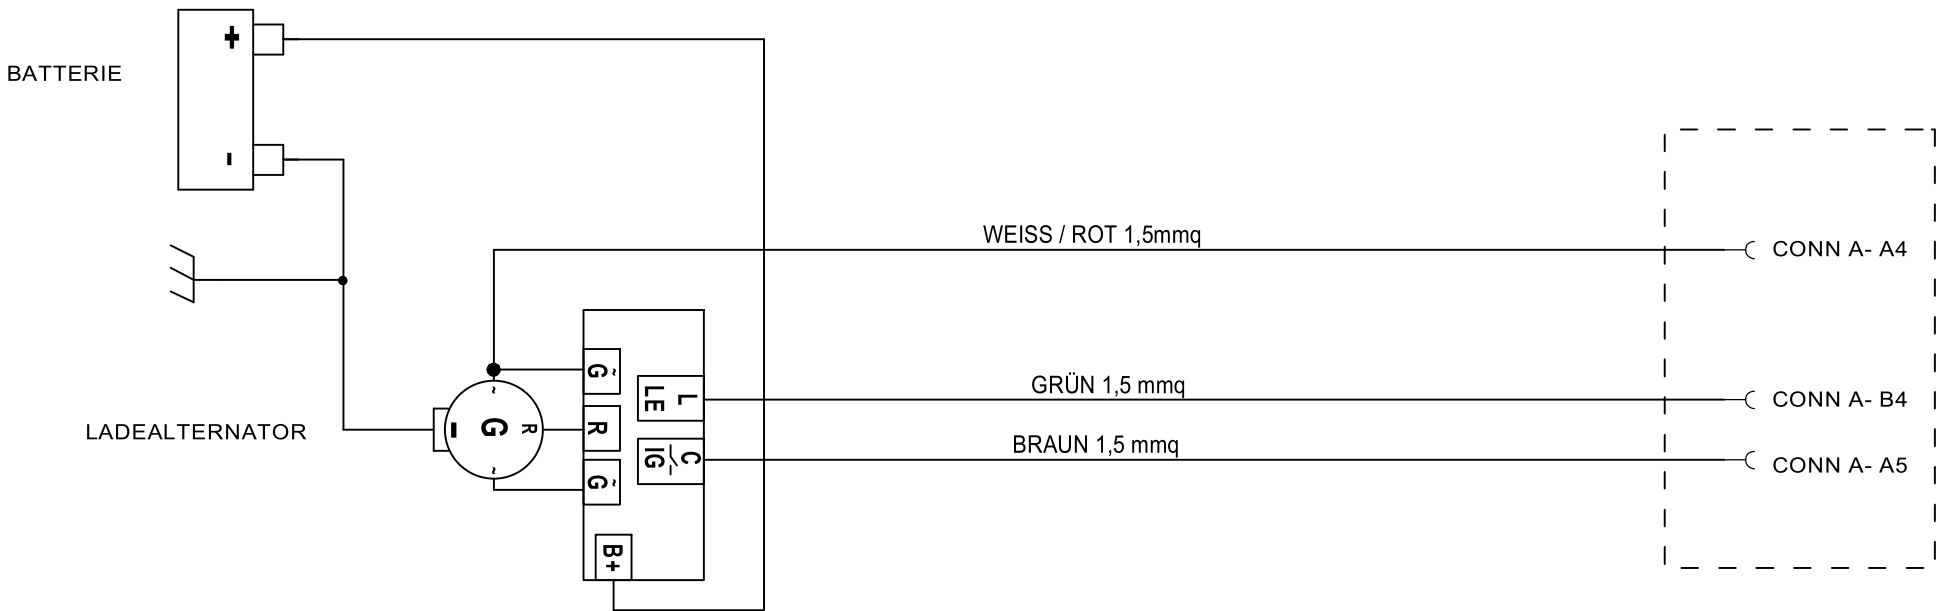 +
BATTERIE
-
WEISS / ROT 1,5mmq
CONN A- A4
G ~
L
LE
GRÜN 1,5 mmq
CONN A- B4
~
- G R
R
~
LADEALTERNATOR
C
IG
BRAUN 1,5 mmq
CONN A- A5
G ~
B+